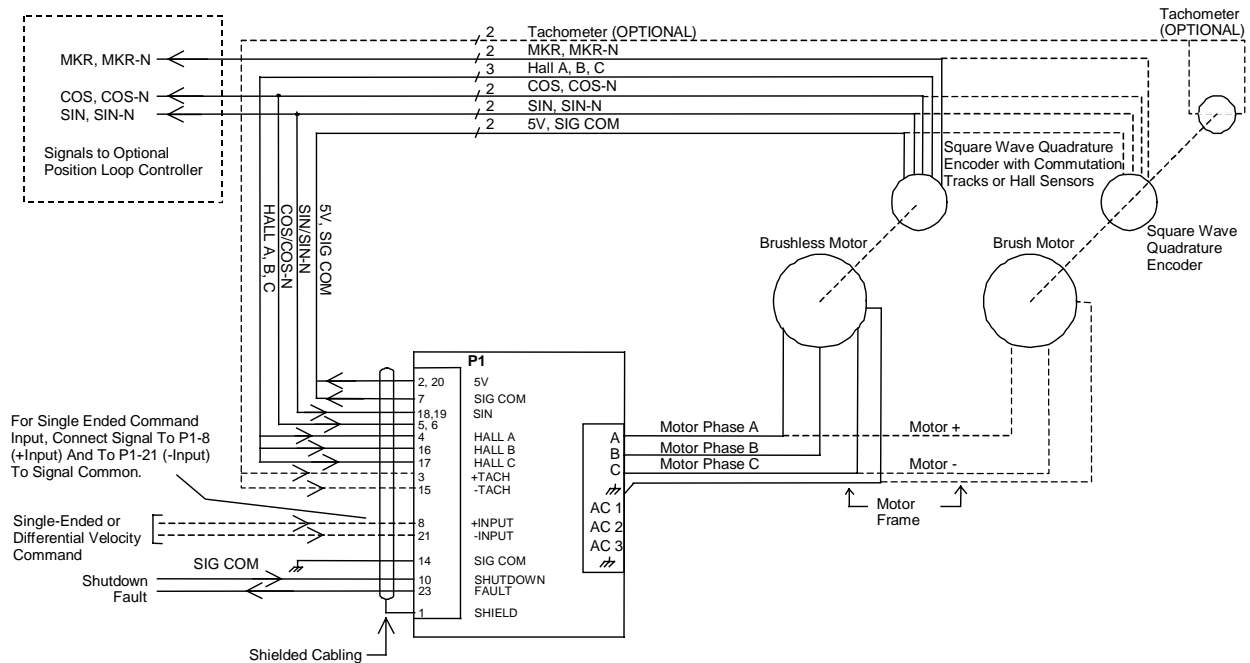 Tachometer
(OPTIONAL)
2 Tachometer (OPTIONAL)
2 MKR, MKR-N
3 Hall A, B, C
2 COS, COS-N
2 SIN, SIN-N
2 5V, SIG COM
MKR, MKR-N
COS, COS-N
SIN, SIN-N
Signals to Optional
Position Loop Controller
Square Wave Quadrature
Encoder with Commutation
Tracks or Hall Sensors
Square Wave
Quadrature
Encoder
Brushless Motor
Brush Motor
HALL A, B, C
COS/COS-N
SIN/SIN-N
5V, SIG COM
P1
2, 20 5V
7 SIG COM
18,19 SIN
5, 6
4 HALL A
16 HALL B
17 HALL C
3 +TACH
15 -TACH
8 +INPUT
21 -INPUT
14 SIG COM
10 SHUTDOWN
23 FAULT
1 SHIELD
A
B
C
AC 1
AC 2
AC 3
Motor Phase A
Motor Phase B
Motor Phase C
Motor +
Motor -
Motor
Frame
For Single Ended Command
Input, Connect Signal To P1-8
(+Input) And To P1-21 (-Input)
To Signal Common.
Single-Ended or
Differential Velocity
Command
SIG COM
Shutdown
Fault
Shielded Cabling